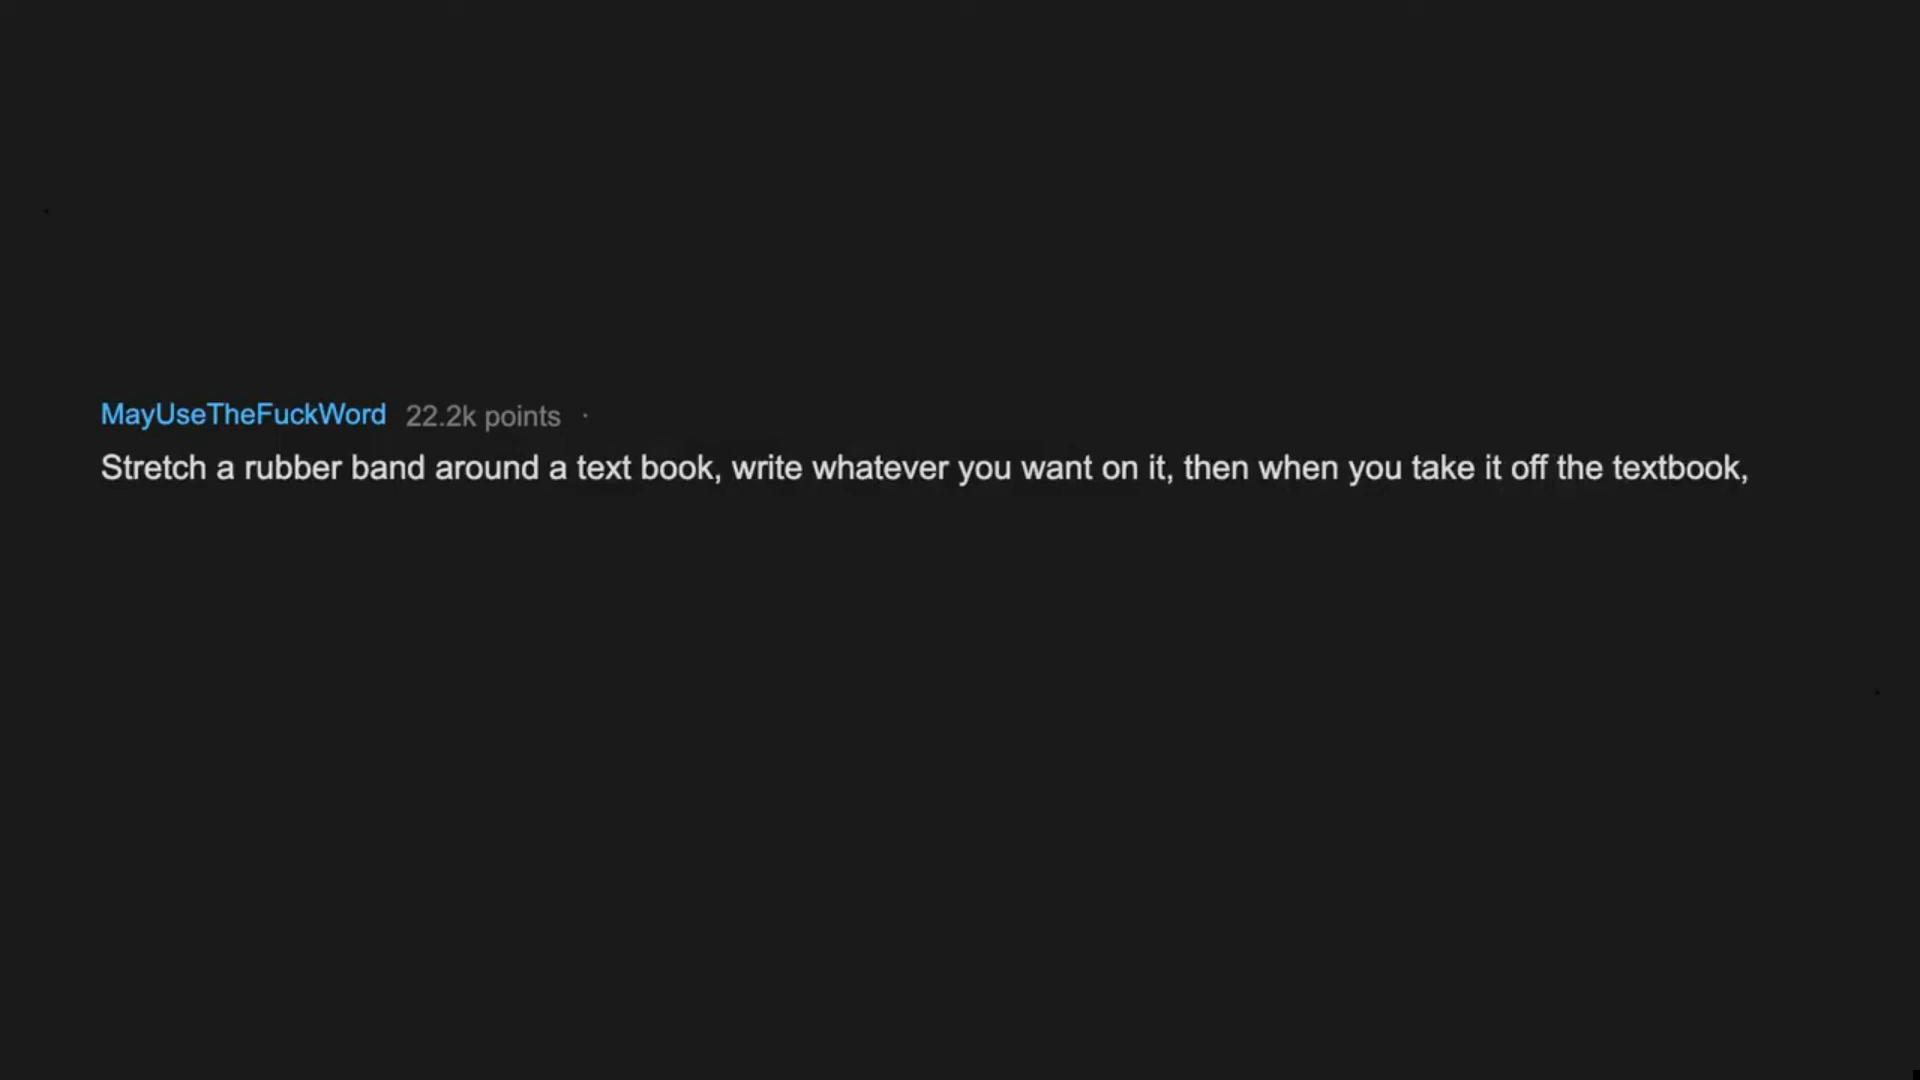 MayUseTheFuckWord 22.2k points ·
Stretch a rubber band around a text book, write whatever you want on it, then when you take it off the textbook,